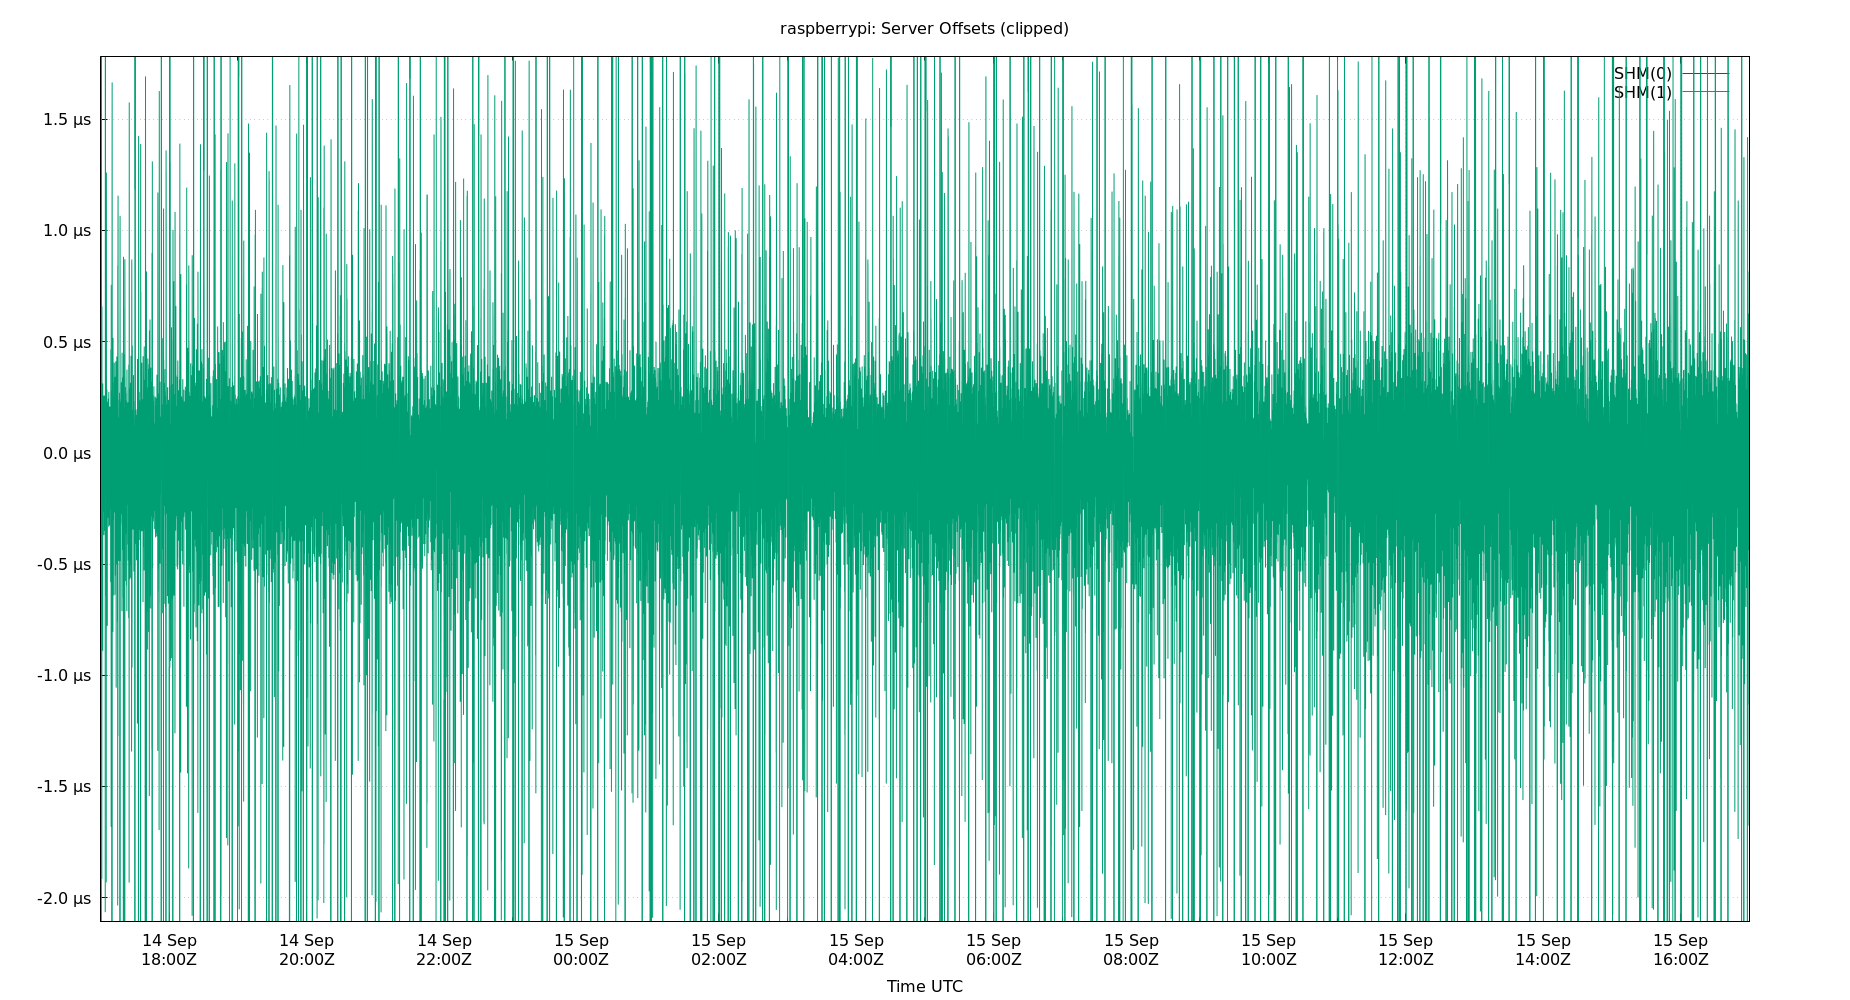 raspberrypi: Server Offsets (clipped)
SHM(0)
SHM(1)
1.5 µs
1.0 µs
0.5 µs
0.0 µs
-0.5 µs
-1.0 µs
-1.5 µs
-2.0 µs
14 Sep 14 Sep 14 Sep 15 Sep 15 Sep 15 Sep 15 Sep 15 Sep 15 Sep 15 Sep 15 Sep 15 Sep
18:00Z 20:00Z 22:00Z 00:00Z 02:00Z 04:00Z 06:00Z 08:00Z 10:00Z 12:00Z 14:00Z 16:00Z
Time UTC